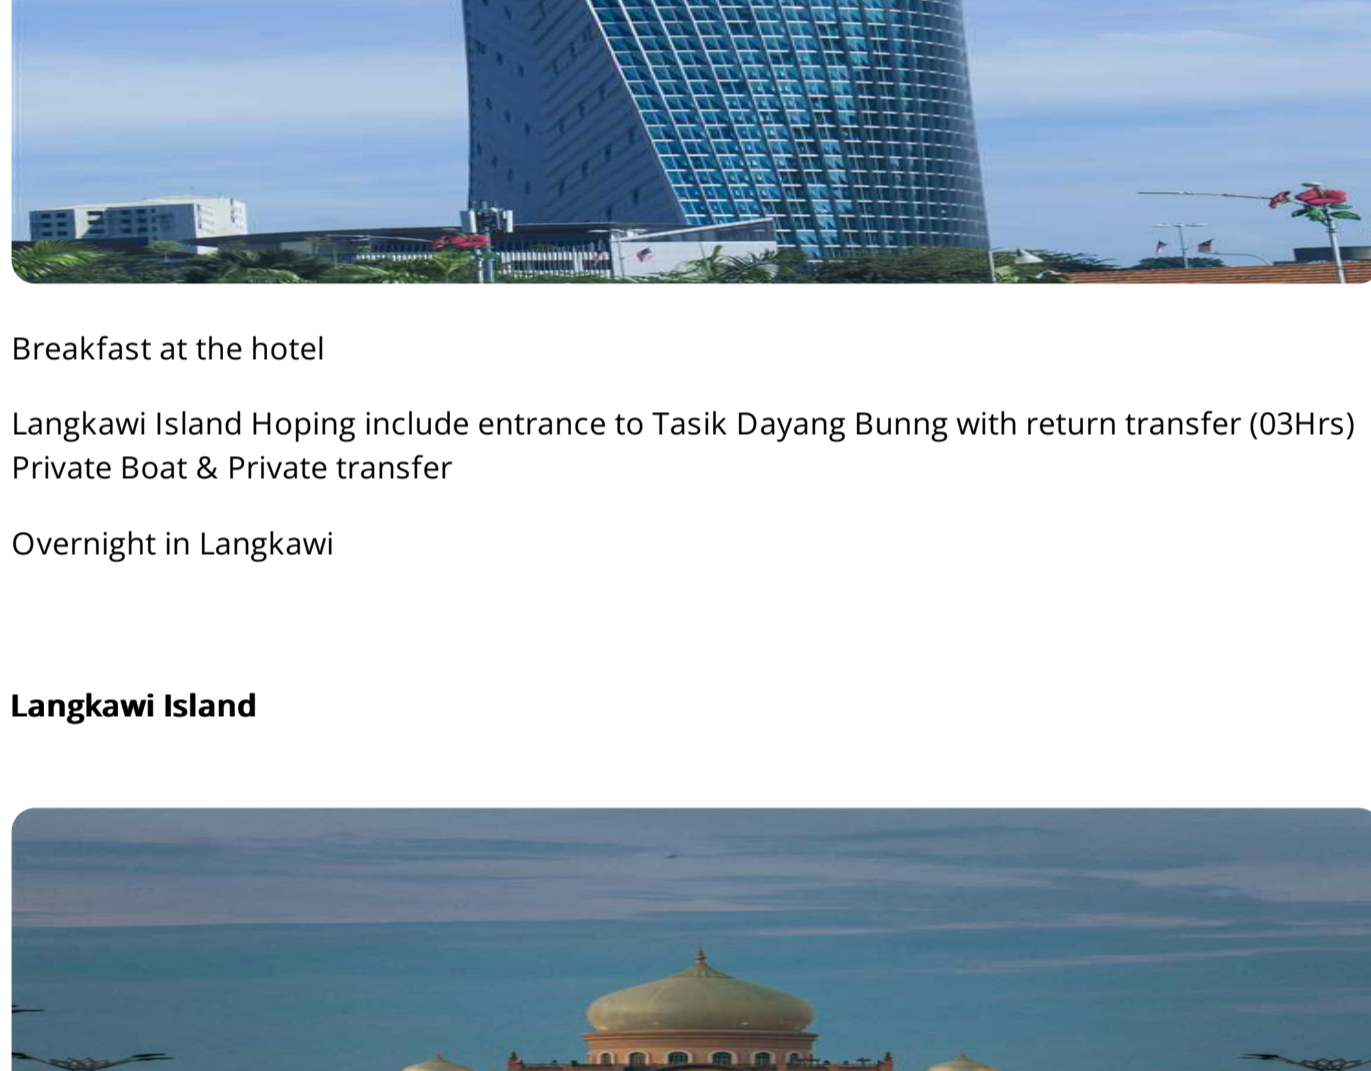 Breakfast at the hotel
Langkawi Island Hoping include entrance to Tasik Dayang Bunng with return transfer (03Hrs)
Private Boat & Private transfer
Overnight in Langkawi
Langkawi Island